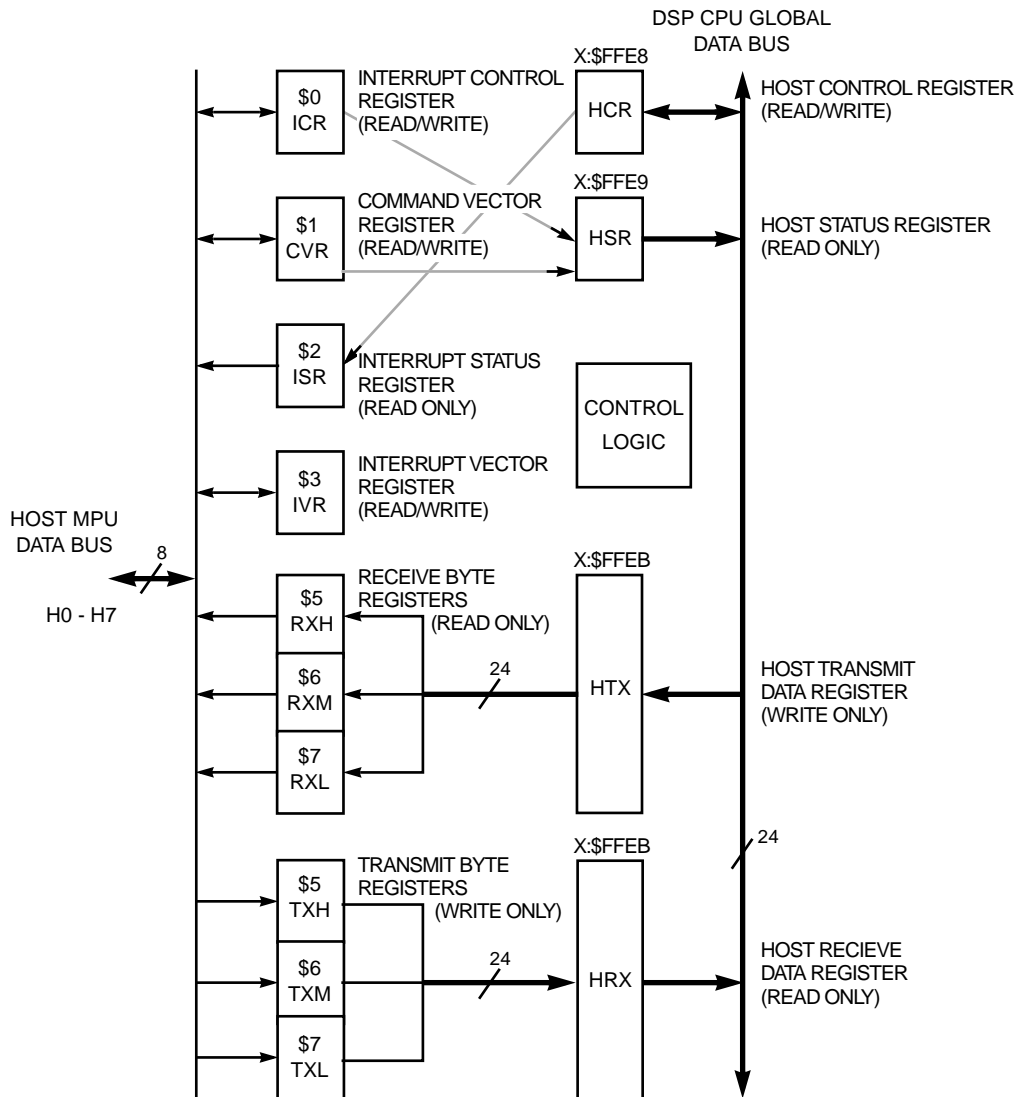 DSP CPU GLOBAL
DATA BUS
X:$FFE8
$0
ICR
INTERRUPT CONTROL
REGISTER
(READ/WRITE)
HCR
HOST CONTROL REGISTER
(READ/WRITE)
X:$FFE9
$1
CVR
COMMAND VECTOR
REGISTER
(READ/WRITE)
HSR
HOST STATUS REGISTER
(READ ONLY)
$2
ISR
INTERRUPT STATUS
REGISTER
(READ ONLY)
CONTROL
LOGIC
$3
IVR
INTERRUPT VECTOR
REGISTER
(READ/WRITE)
HOST MPU
DATA BUS
8
H0 - H7
X:$FFEB
RECEIVE BYTE
REGISTERS
(READ ONLY)
$5
RXH
$6
RXM
$7
RXL
24
HTX
HOST TRANSMIT
DATA REGISTER
(WRITE ONLY)
24
X:$FFEB
TRANSMIT BYTE
REGISTERS
(WRITE ONLY)
$5
TXH
$6
TXM
$7
TXL
24
HRX
HOST RECIEVE
DATA REGISTER
(READ ONLY)